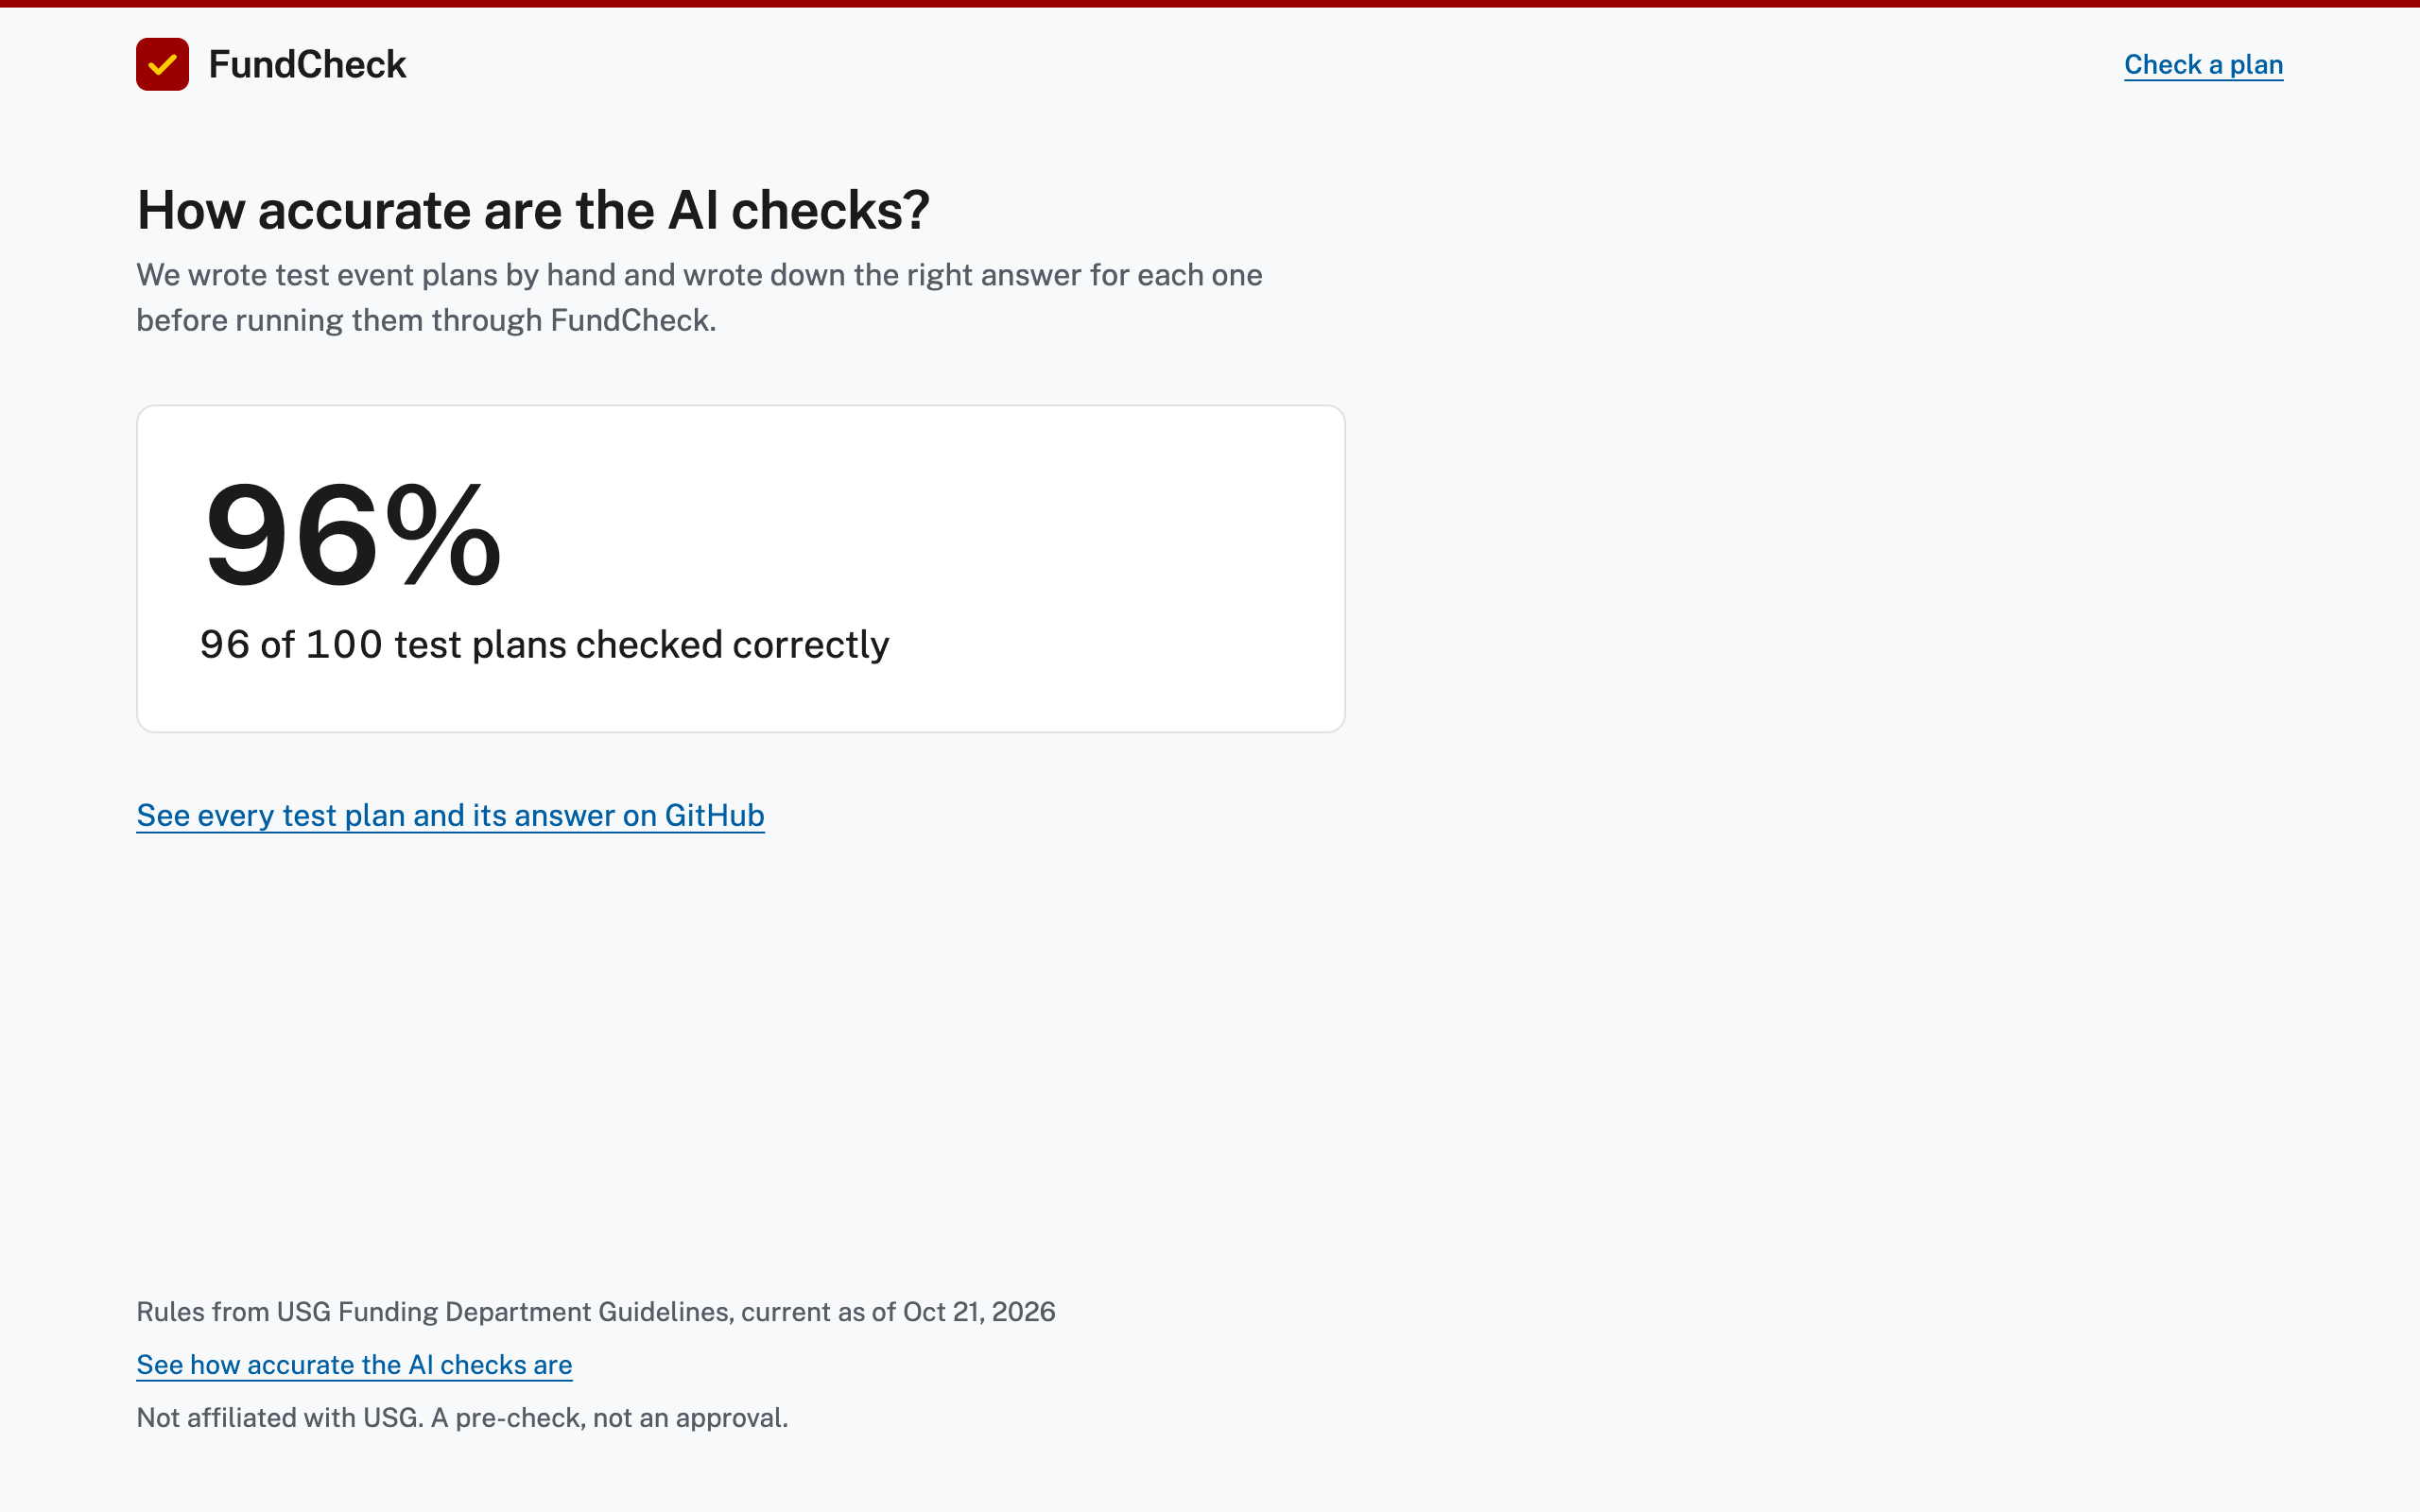 FundCheck
Check a plan
How accurate are the AI checks?
We wrote test event plans by hand and wrote down the right answer for each one
before running them through FundCheck.
96%
96 of 100 test plans checked correctly
See every test plan and its answer on GitHub
Rules from USG Funding Department Guidelines, current as of Oct 21, 2026
See how accurate the AI checks are
Not affiliated with USG. A pre-check, not an approval.